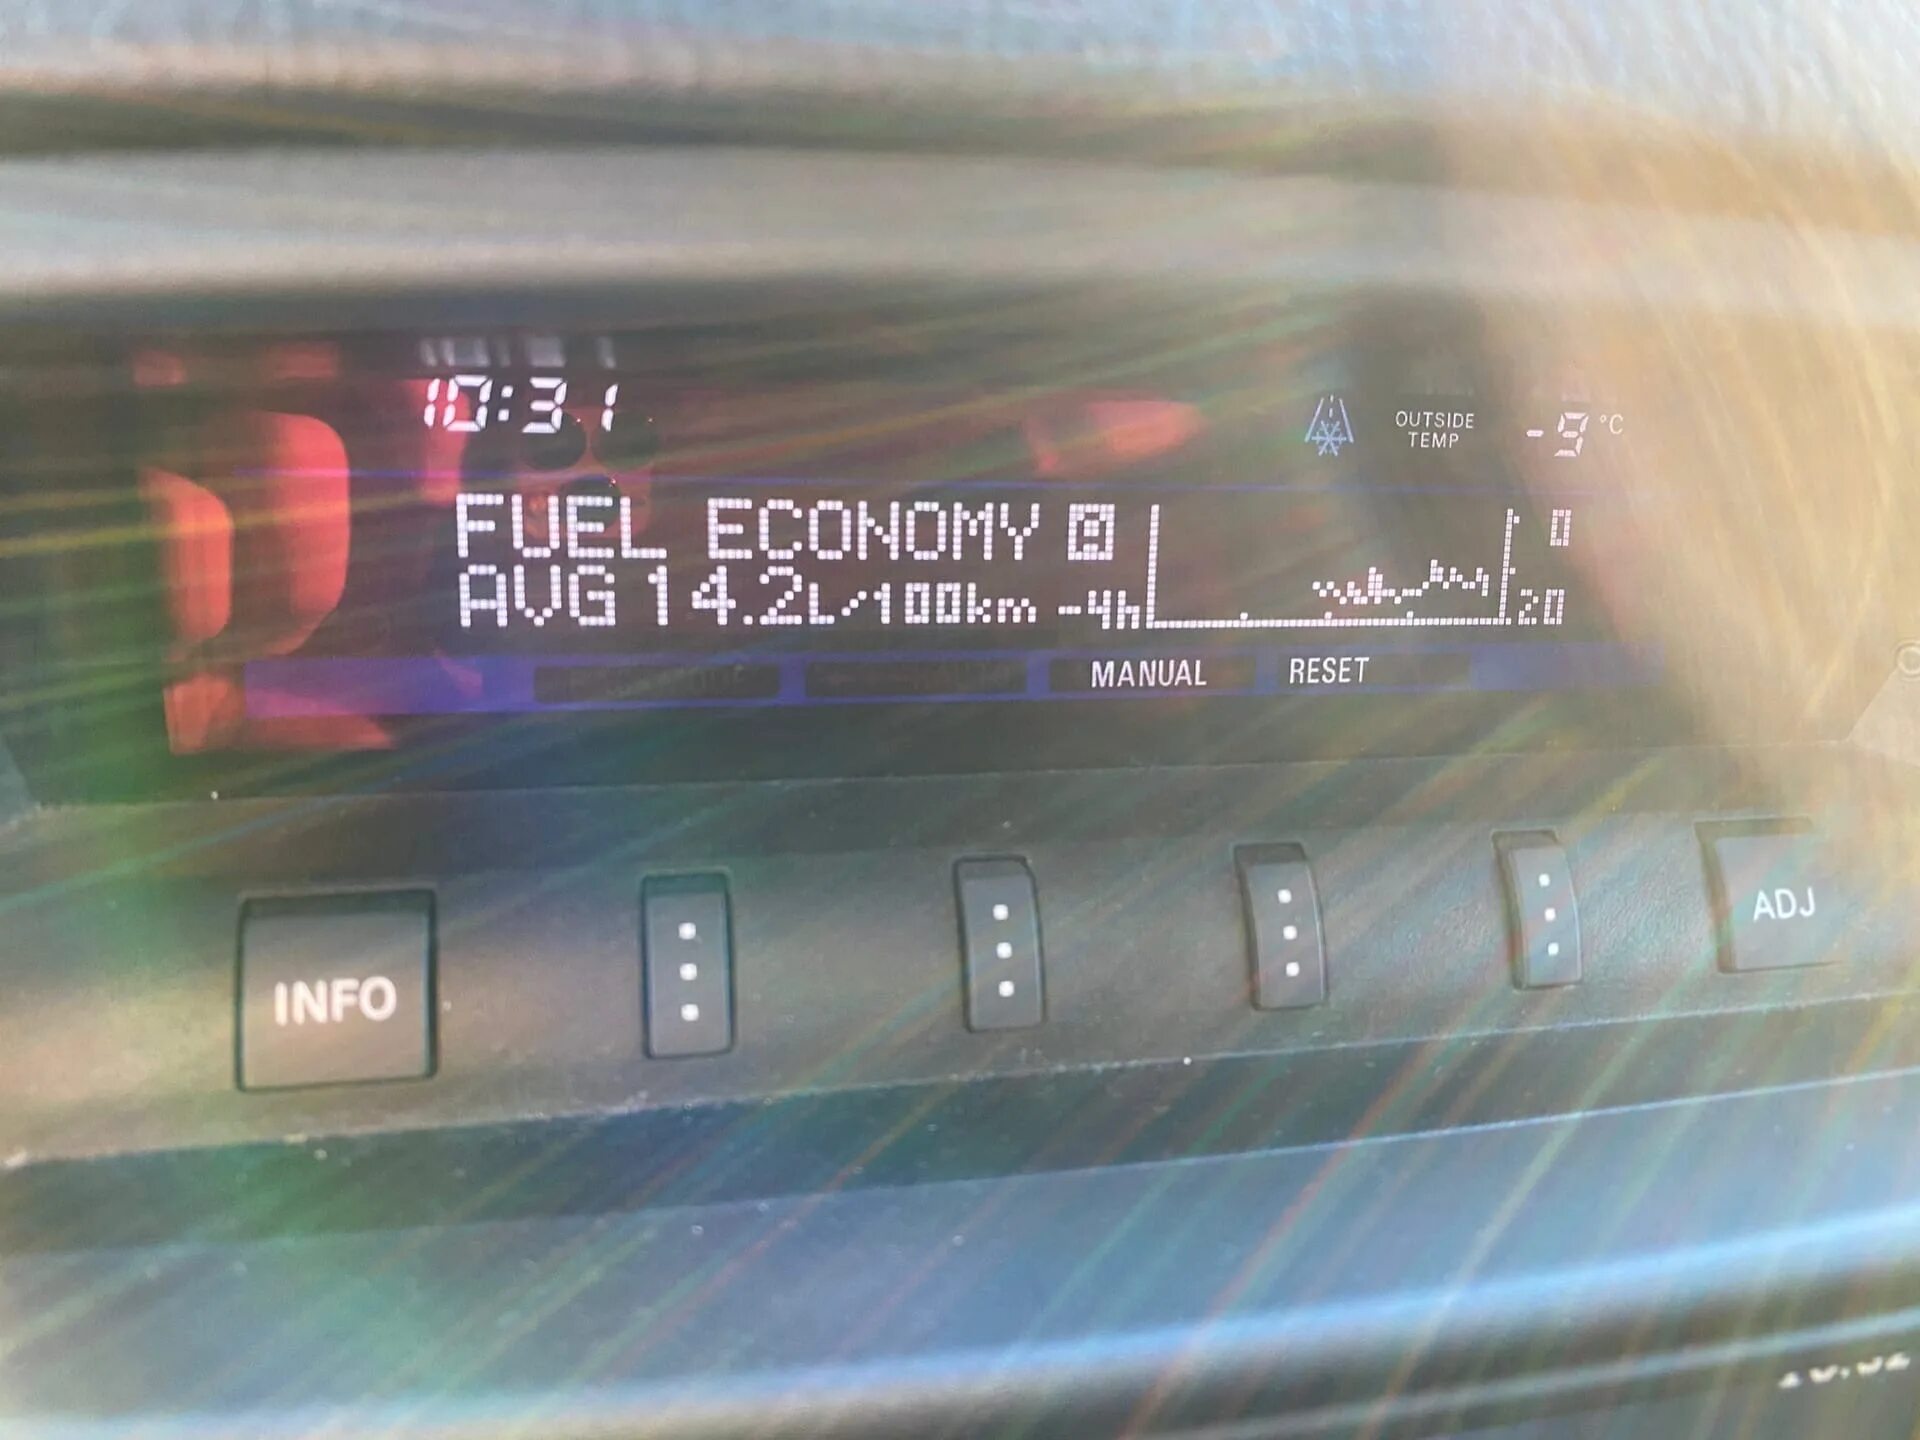 10:31
OUTSIDE
TEMP
-9 °C
FUEL ECONOMY A
0
AVG 14.2L/100km -4h
20
MANUAL RESET
INFO
ADJ